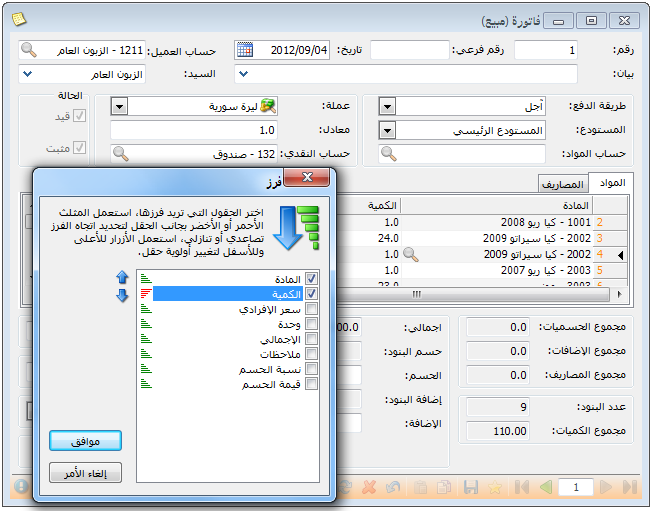 فاتورة (مبيع)
رقم: 1 رقم فرعي: تاريخ: 2012/09/04 حساب العميل: 1211 - الزبون العام
بيان: السيد: الزبون العام
طريقة الدفع: آجل
عملة: ليرة سورية
الحالة
المستودع: المستودع الرئيسي
معادل: 1.0
قيد
حساب المواد:
حساب النقدي: 132 - صندوق
مثبت
المواد المصاريف
المادة الكمية
2 1001 - كيا ريو 2008 1.0
3 2002 - كيا سيراتو 2009 24.0
4 2002 - كيا سيراتو 2009 1.0
5 2003 - كيا ريو 2007 1.0
6 23.0
مجموع الحسميات: 0.0
اجمالي:
مجموع الإضافات: 0.0
حسم البنود:
مجموع المصاريف: 0.0
الحسم:
عدد البنود: 9
إضافة البنود:
مجموع الكميات: 110.00
الإضافة:
1
فرز
اختر الحقول التي تريد فرزها، استعمل المثلث
الأحمر أو الأخضر بجانب الحقل لتحديد اتجاه الفرز
تصاعدي أو تنازلي، استعمل الأزرار للأعلى
وللأسفل لتغيير أولوية حقل.
المادة
الكمية
سعر الإفرادي
وحدة
الإجمالي
ملاحظات
نسبة الحسم
قيمة الحسم
موافق
إلغاء الأمر